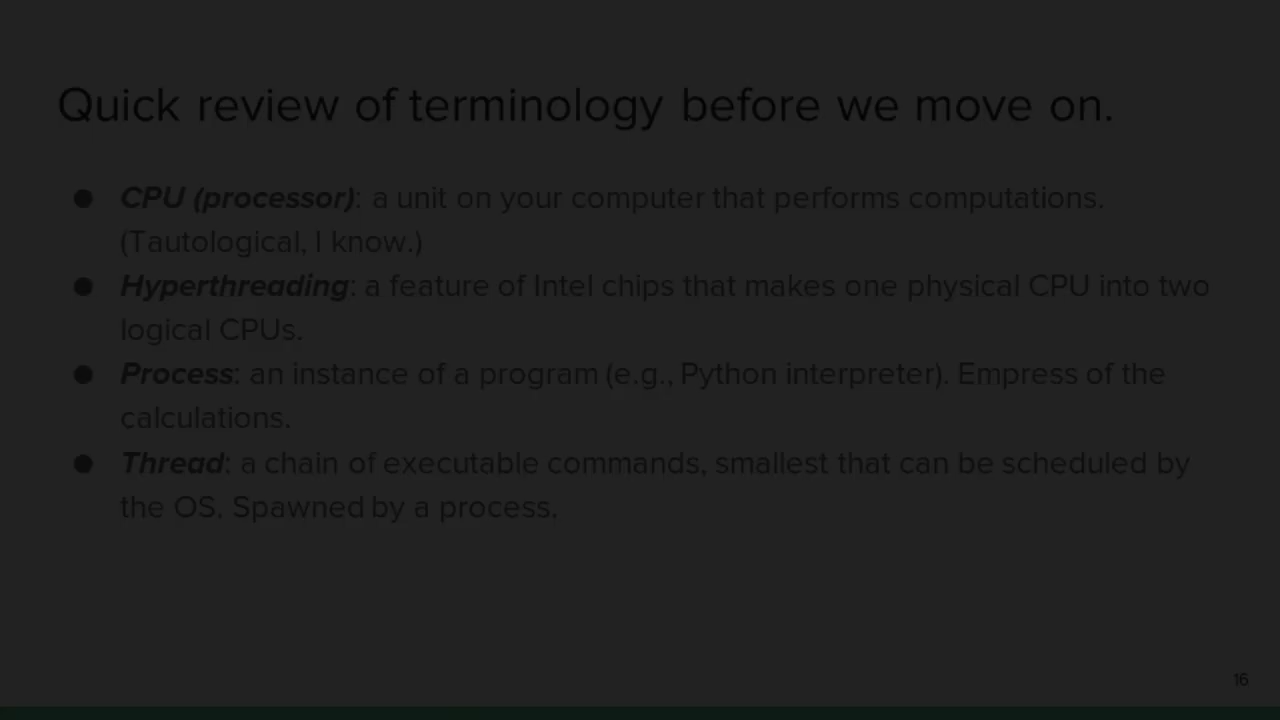 Quick review of terminology before we move on.
● CPU (processor): a unit on your computer that performs computations.
(Tautological, I know.)
● Hyperthreading: a feature of Intel chips that makes one physical CPU into two
logical CPUs.
● Process: an instance of a program (e.g., Python interpreter). Empress of the
calculations.
● Thread: a chain of executable commands, smallest that can be scheduled by
the OS. Spawned by a process.
16